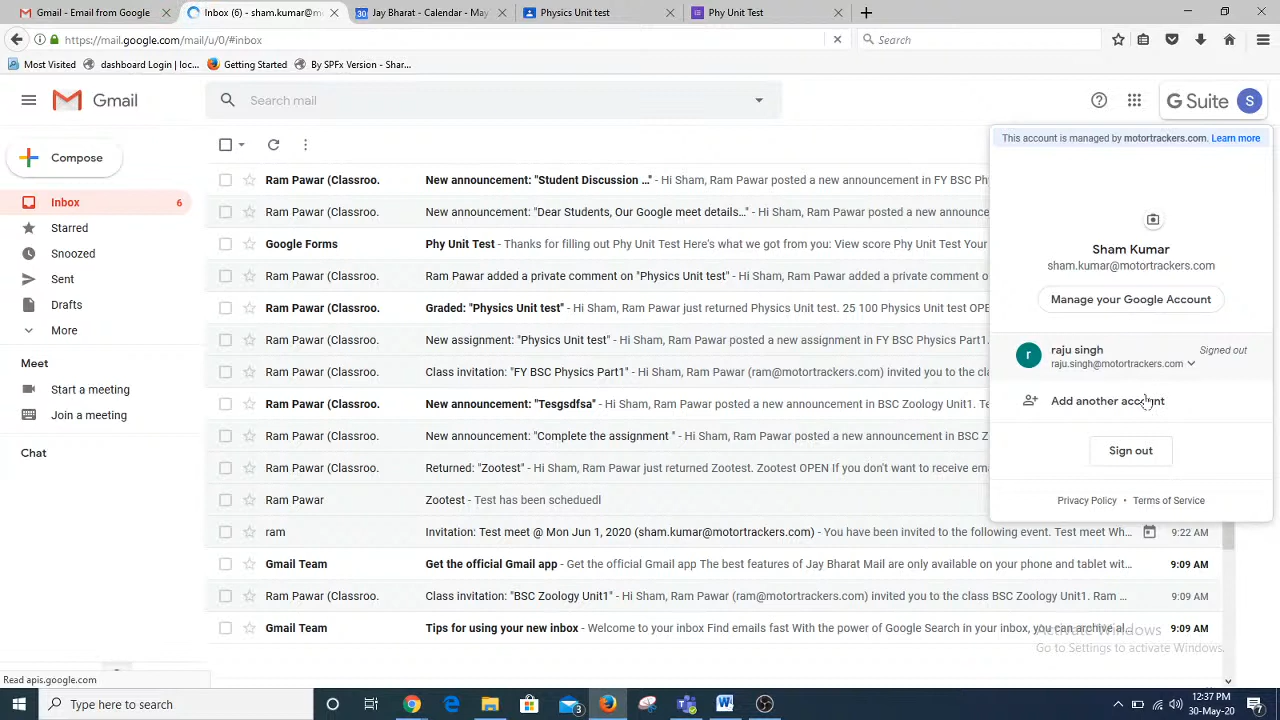 Gmail - Email from Google
Inbox (6) - sham.kumar@m
Jay Bharat - Calendar - May
Physics Unit test
Phy Unit Test
https://mail.google.com/mail/u/0/#inbox
Search
Most Visited
dashboard Login | loc...
Getting Started
By SPFx Version - Shar...
Gmail
Search mail
G Suite
S
Compose
Inbox 6
Starred
Snoozed
Sent
Drafts
More
Meet
Start a meeting
Join a meeting
Chat
Ram Pawar (Classroo. New announcement: "Student Discussion ..." - Hi Sham, Ram Pawar posted a new announcement in FY BSC Ph
Ram Pawar (Classroo. New announcement: "Dear Students, Our Google meet details..." - Hi Sham, Ram Pawar posted a new announcement in FY BSC Ph
Google Forms Phy Unit Test - Thanks for filling out Phy Unit Test Here's what we got from you: View score Phy Unit Test Your
Ram Pawar (Classroo. Ram Pawar added a private comment on "Physics Unit test" - Hi Sham, Ram Pawar added a private comment o
Ram Pawar (Classroo. Graded: "Physics Unit test" - Hi Sham, Ram Pawar just returned Physics Unit test. 25 100 Physics Unit test OPE
Ram Pawar (Classroo. New assignment: "Physics Unit test" - Hi Sham, Ram Pawar posted a new assignment in FY BSC Physics Part1.
Ram Pawar (Classroo. Class invitation: "FY BSC Physics Part1" - Hi Sham, Ram Pawar (ram@motortrackers.com) invited you to the clas
Ram Pawar (Classroo. New announcement: "Tesgsdfsa" - Hi Sham, Ram Pawar posted a new announcement in BSC Zoology Unit1. Te
Ram Pawar (Classroo. New announcement: "Complete the assignment " - Hi Sham, Ram Pawar posted a new announcement in BSC Z
Ram Pawar (Classroo. Returned: "Zootest" - Hi Sham, Ram Pawar just returned Zootest. Zootest OPEN If you don't want to receive ema
Ram Pawar Zootest - Test has been schedued!
ram Invitation: Test meet @ Mon Jun 1, 2020 (sham.kumar@motortrackers.com) - You have been invited to the following event. Test meet Wh... 9:22 AM
Gmail Team Get the official Gmail app - Get the official Gmail app The best features of Jay Bharat Mail are only available on your phone and tablet wit... 9:09 AM
Ram Pawar (Classroo. Class invitation: "BSC Zoology Unit1" - Hi Sham, Ram Pawar (ram@motortrackers.com) invited you to the class BSC Zoology Unit1. Ram ... 9:09 AM
Gmail Team Tips for using your new inbox - Welcome to your inbox Find emails fast With the power of Google Search in your inbox, you can archive al... 9:09 AM
This account is managed by motortrackers.com. Learn more
Sham Kumar
sham.kumar@motortrackers.com
Manage your Google Account
r
raju singh Signed out
raju.singh@motortrackers.com
Add another account
Sign out
Privacy Policy • Terms of Service
Activate Windows
Go to Settings to activate Windows.
Read apis.google.com
Type here to search
3
12:37 PM
30-May-20
7